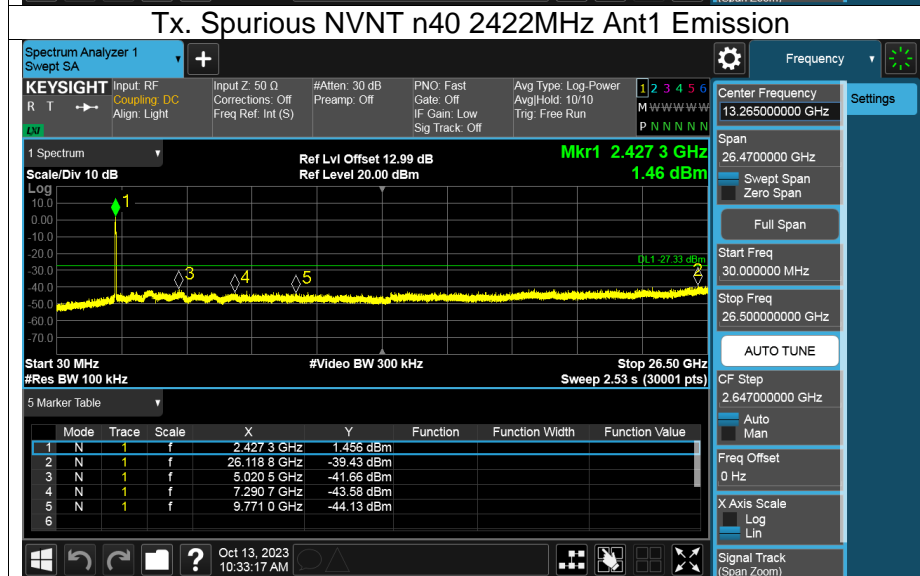 (Span Zoom)
Tx. Spurious NVNT n40 2422MHz Ant1 Emission
Spectrum Analyzer 1
Swept SA
+
Frequency
KEYSIGHT
R T
LXI
Input: RF
Coupling: DC
Align: Light
Input Z: 50 Ω
Corrections: Off
Freq Ref: Int (S)
#Atten: 30 dB
Preamp: Off
PNO: Fast
Gate: Off
IF Gain: Low
Sig Track: Off
Avg Type: Log-Power
Avg|Hold: 10/10
Trig: Free Run
1 2 3 4 5 6
M W W W W W
P N N N N N
Center Frequency
13.265000000 GHz
Settings
Span
26.4700000 GHz
Swept Span
Zero Span
Full Span
Start Freq
30.000000 MHz
Stop Freq
26.500000000 GHz
AUTO TUNE
CF Step
2.647000000 GHz
Auto
Man
Freq Offset
0 Hz
X Axis Scale
Log
Lin
Signal Track
(Span Zoom)
1 Spectrum
Scale/Div 10 dB
Ref Lvl Offset 12.99 dB
Ref Level 20.00 dBm
Mkr1 2.427 3 GHz
1.46 dBm
Log
10.0
0.00
-10.0
-20.0
-30.0
-40.0
-50.0
-60.0
-70.0
1
3
4
5
2
DL1 -27.33 dBm
Start 30 MHz
#Res BW 100 kHz
#Video BW 300 kHz
Stop 26.50 GHz
Sweep 2.53 s (30001 pts)
5 Marker Table
Mode Trace Scale X Y Function Function Width Function Value
1 N 1 f 2.427 3 GHz 1.456 dBm
2 N 1 f 26.118 8 GHz -39.43 dBm
3 N 1 f 5.020 5 GHz -41.66 dBm
4 N 1 f 7.290 7 GHz -43.58 dBm
5 N 1 f 9.771 0 GHz -44.13 dBm
6
?
Oct 13, 2023
10:33:17 AM